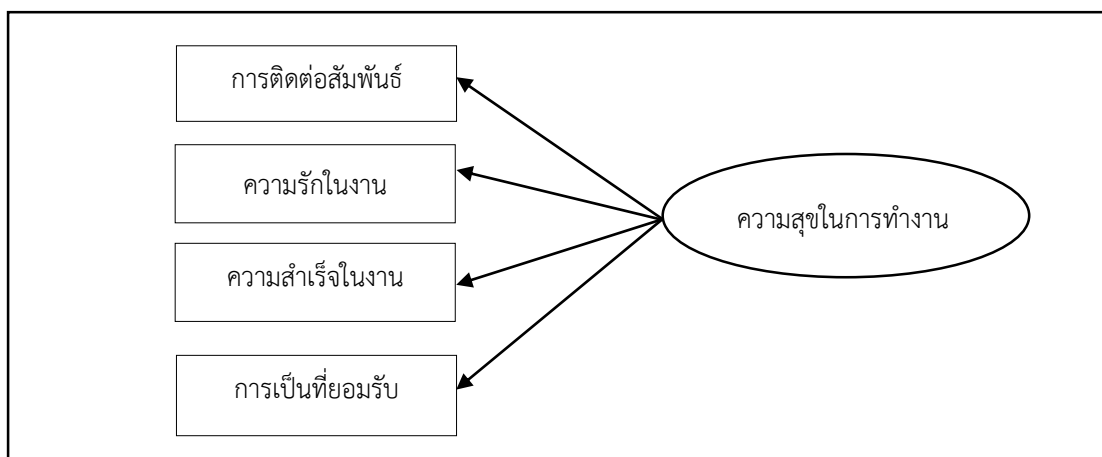 การติดต่อสัมพันธ์
ความรักในงาน
ความสุขในการทำงาน
ความสำเร็จในงาน
การเป็นที่ยอมรับ